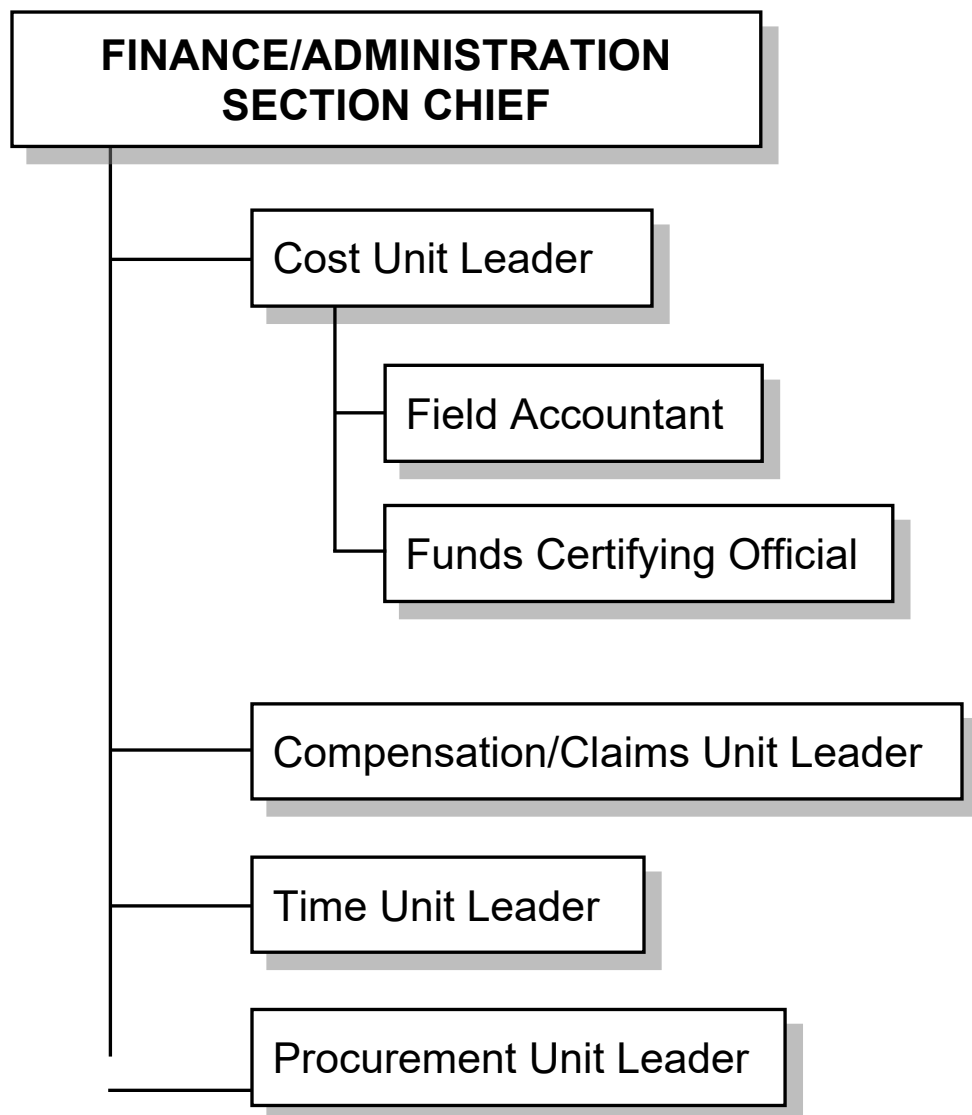 FINANCE/ADMINISTRATION
SECTION CHIEF
Cost Unit Leader
Field Accountant
Funds Certifying Official
Compensation/Claims Unit Leader
Time Unit Leader
Procurement Unit Leader